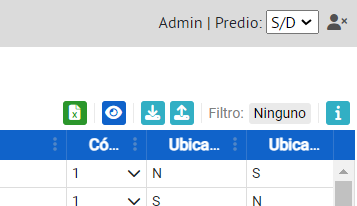 Admin | Predio: S/D
Filtro: Ninguno
Có... Ubica... Ubica...
1 N S
1 S N